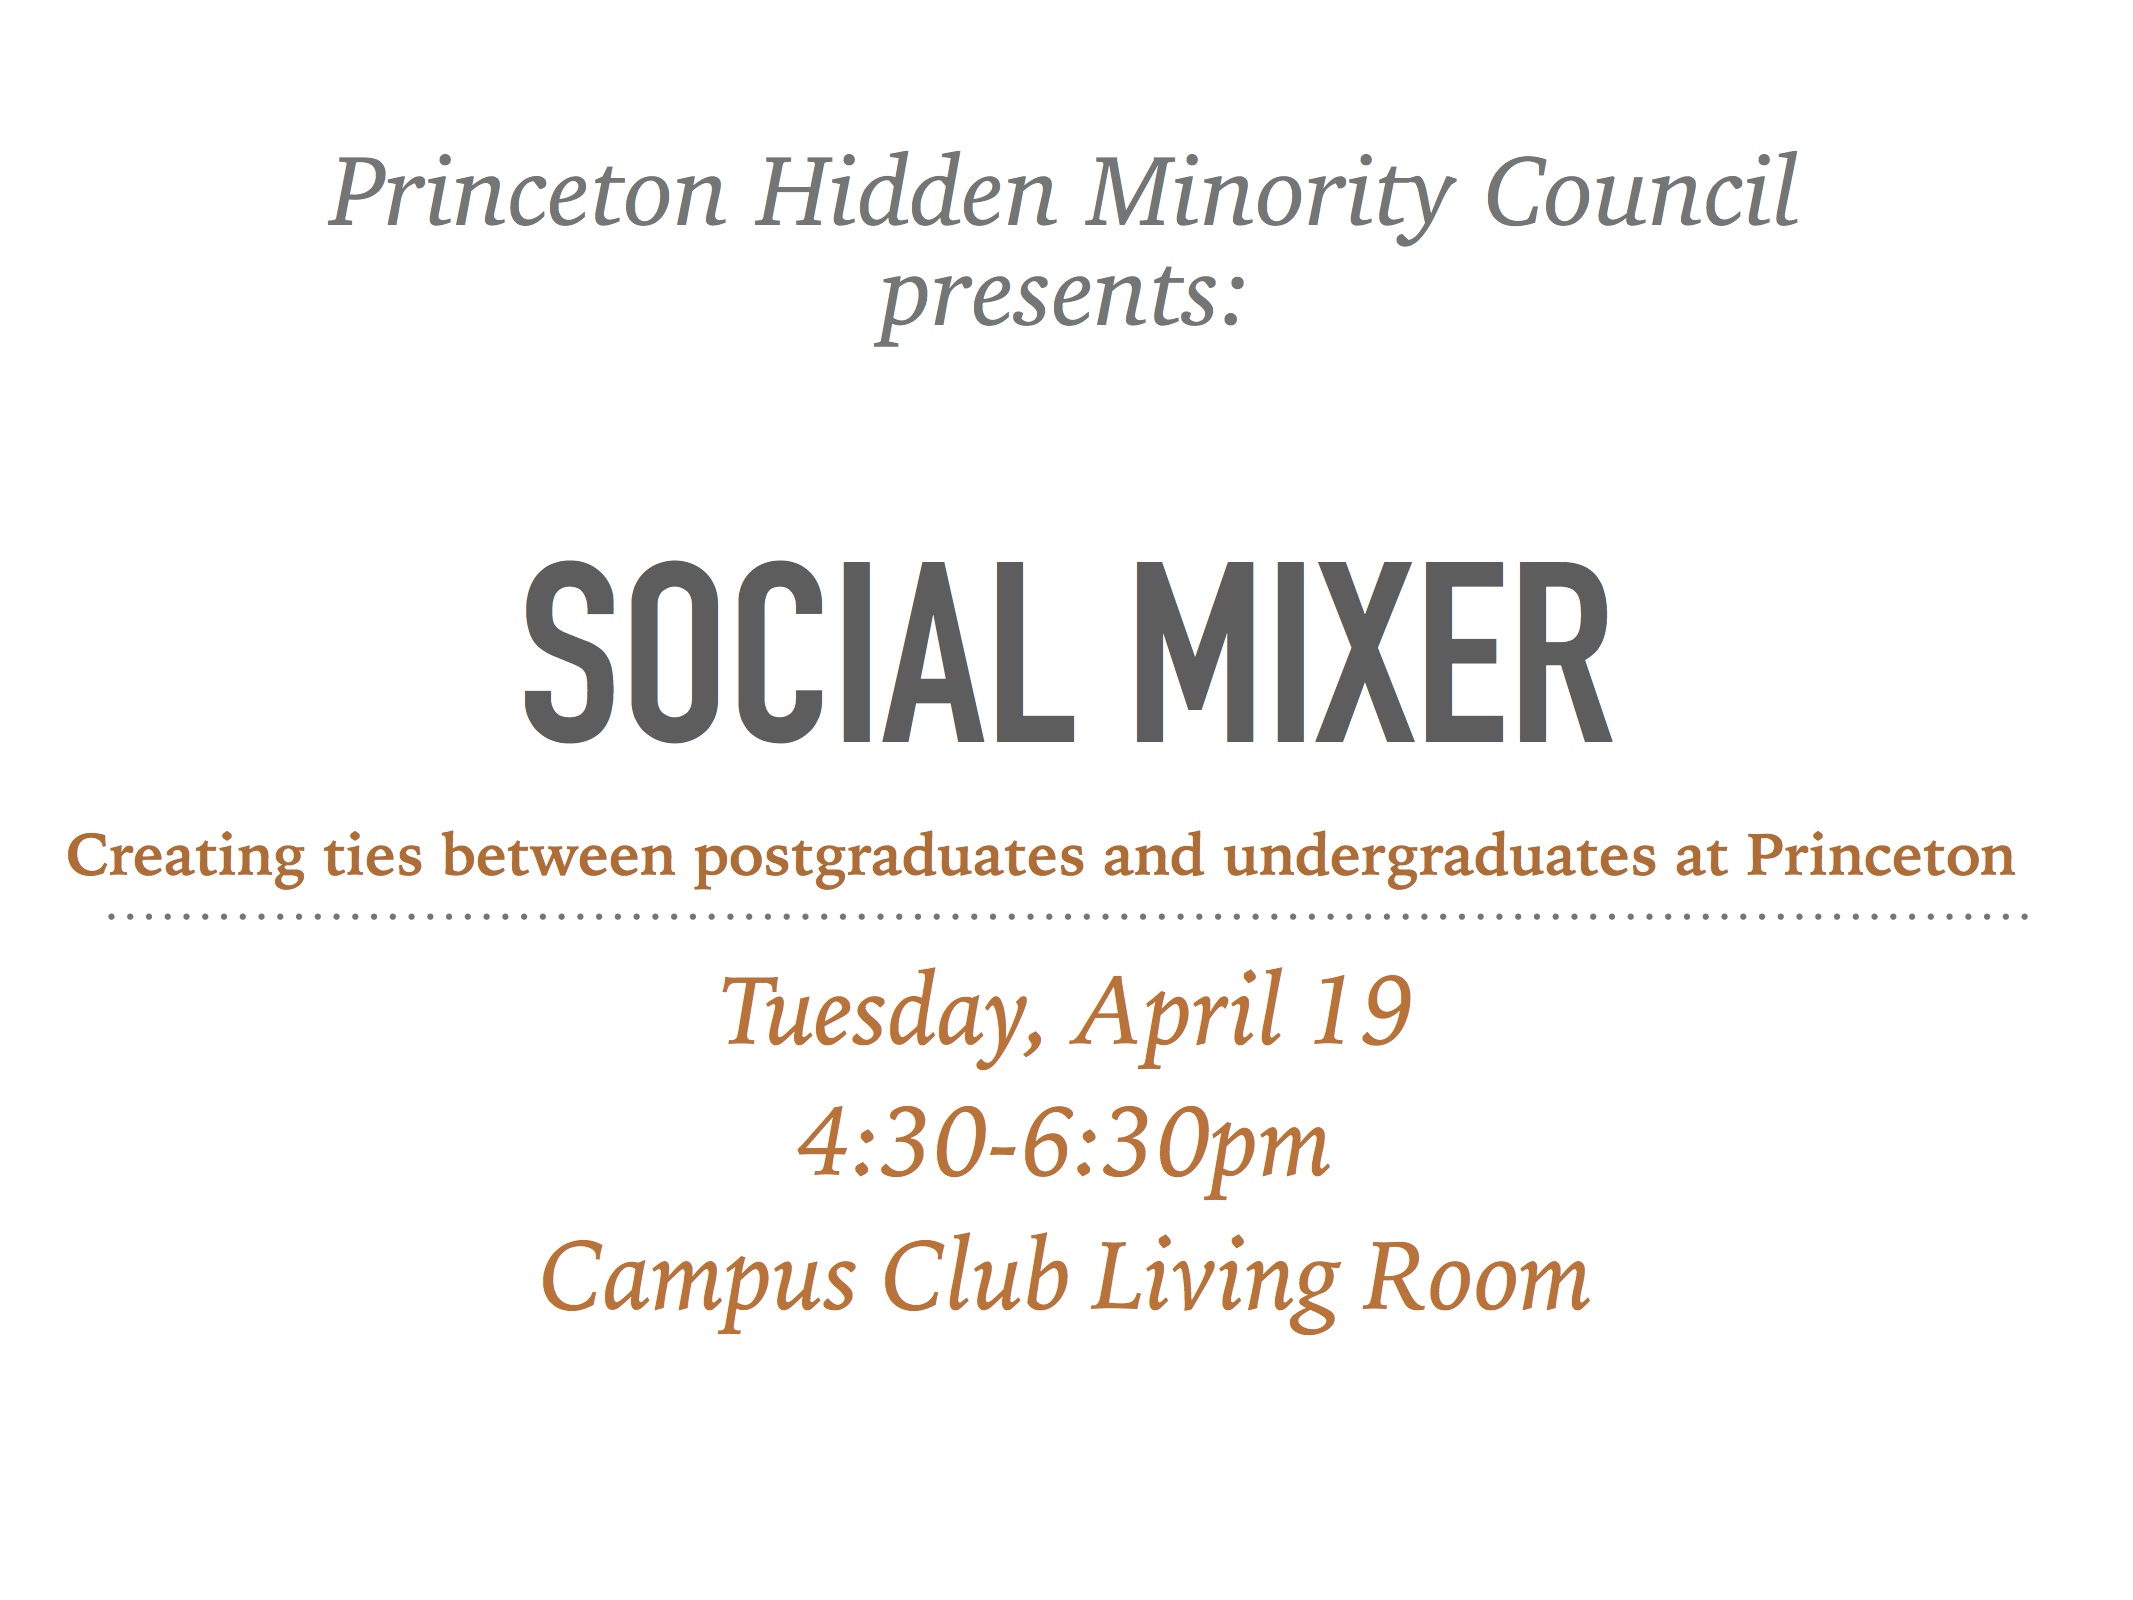 Princeton Hidden Minority Council
presents:
SOCIAL MIXER
Creating ties between postgraduates and undergraduates at Princeton
Tuesday, April 19
4:30-6:30pm
Campus Club Living Room